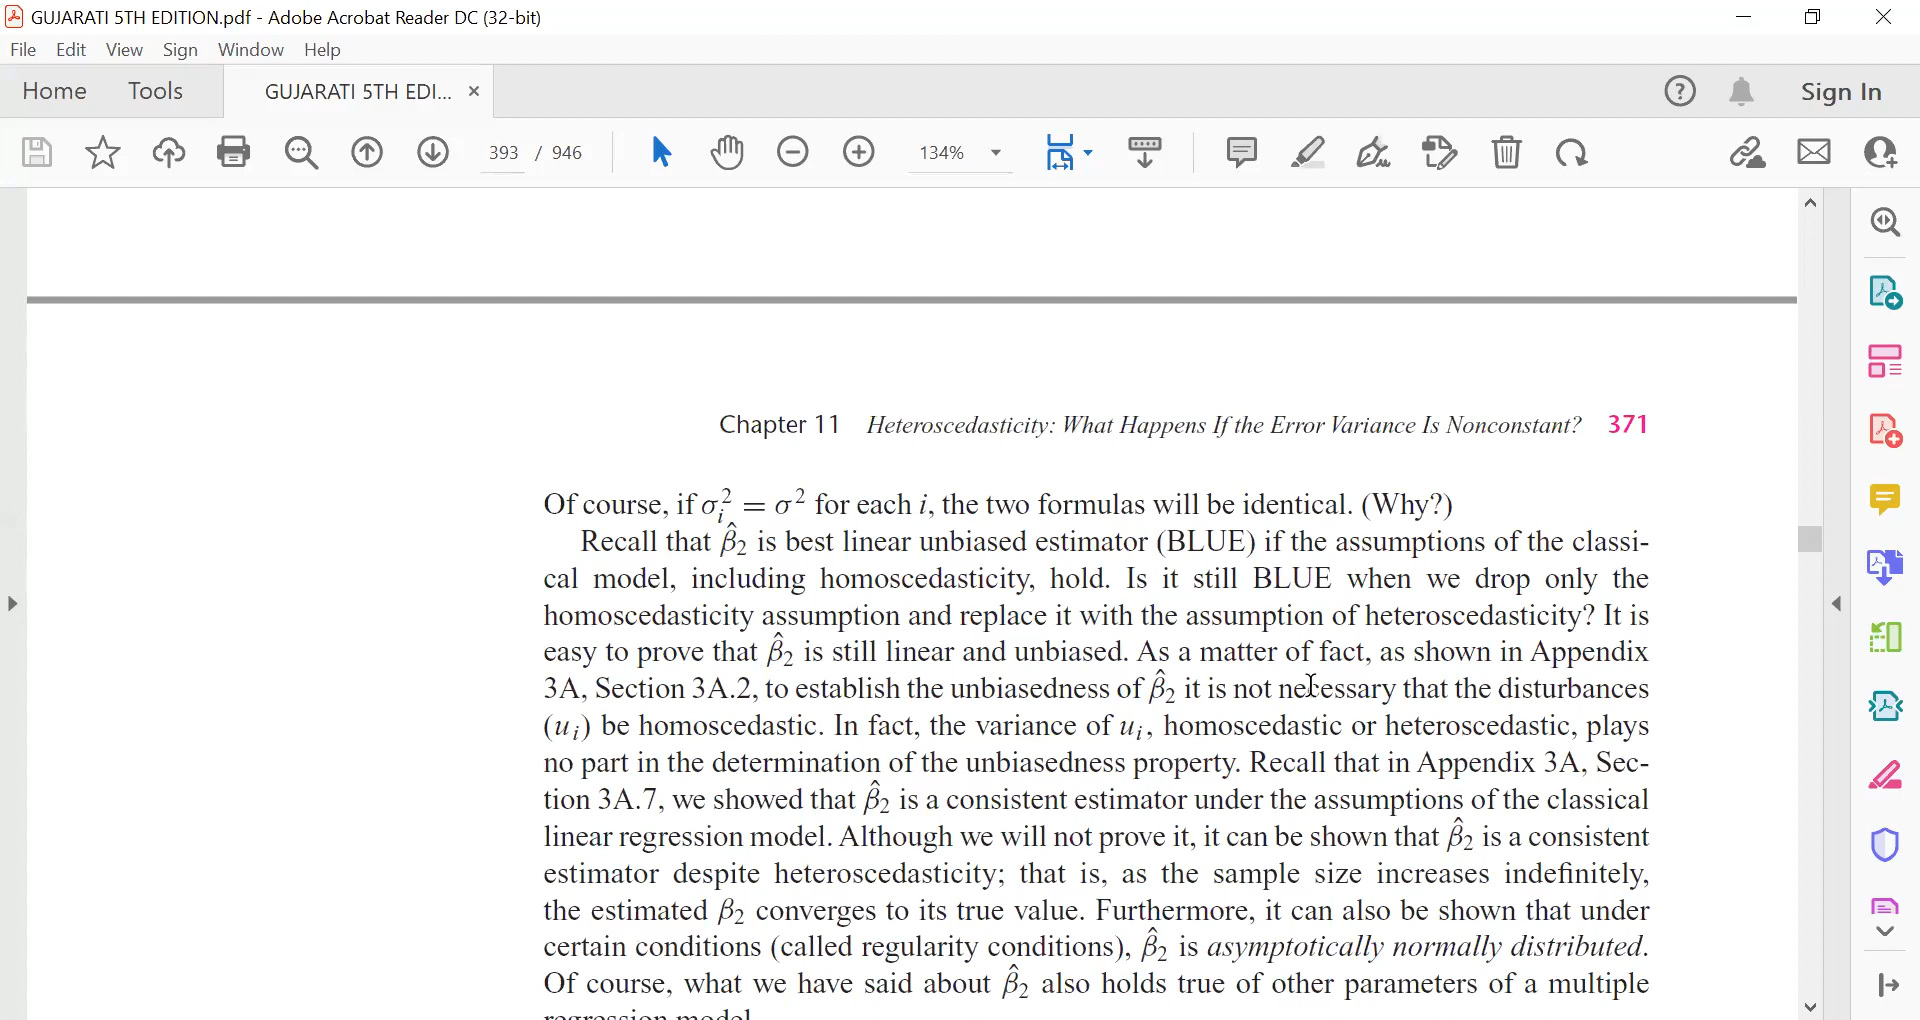 GUJARATI 5TH EDITION.pdf - Adobe Acrobat Reader DC (32-bit)
File Edit View Sign Window Help
Home Tools GUJARATI 5TH EDI... × Sign In
393 / 946 134%
Chapter 11 Heteroscedasticity: What Happens If the Error Variance Is Nonconstant? 371
Of course, if σᵢ² = σ² for each i, the two formulas will be identical. (Why?)
Recall that β̂₂ is best linear unbiased estimator (BLUE) if the assumptions of the classi-
cal model, including homoscedasticity, hold. Is it still BLUE when we drop only the
homoscedasticity assumption and replace it with the assumption of heteroscedasticity? It is
easy to prove that β̂₂ is still linear and unbiased. As a matter of fact, as shown in Appendix
3A, Section 3A.2, to establish the unbiasedness of β̂₂ it is not necessary that the disturbances
(uᵢ) be homoscedastic. In fact, the variance of uᵢ, homoscedastic or heteroscedastic, plays
no part in the determination of the unbiasedness property. Recall that in Appendix 3A, Sec-
tion 3A.7, we showed that β̂₂ is a consistent estimator under the assumptions of the classical
linear regression model. Although we will not prove it, it can be shown that β̂₂ is a consistent
estimator despite heteroscedasticity; that is, as the sample size increases indefinitely,
the estimated β₂ converges to its true value. Furthermore, it can also be shown that under
certain conditions (called regularity conditions), β̂₂ is asymptotically normally distributed.
Of course, what we have said about β̂₂ also holds true of other parameters of a multiple
regression model.